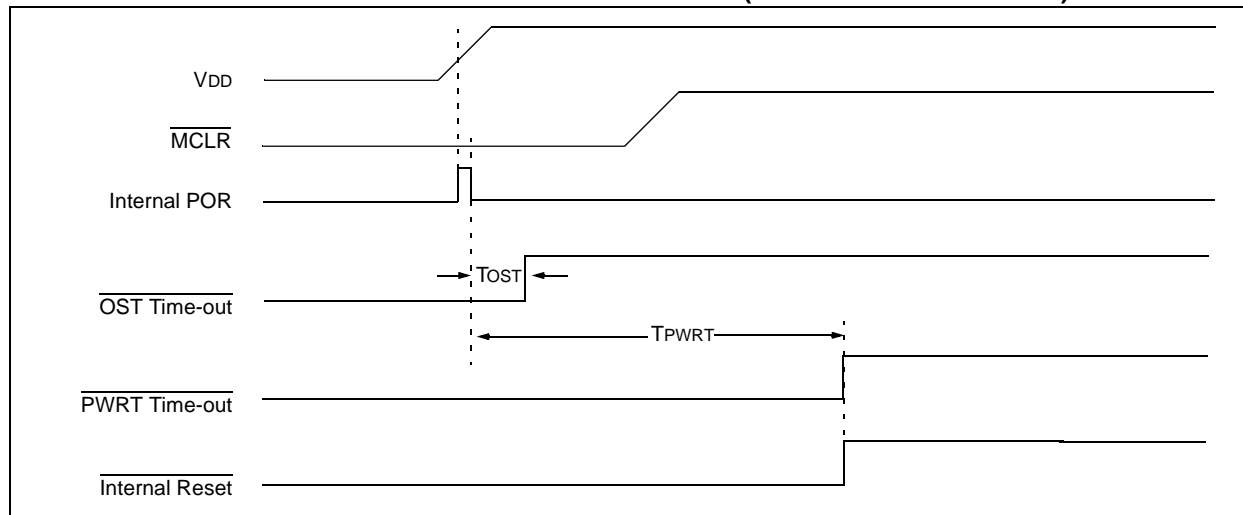 VDD
MCLR
Internal POR
TOST
OST Time-out
TPWRT
PWRT Time-out
Internal Reset